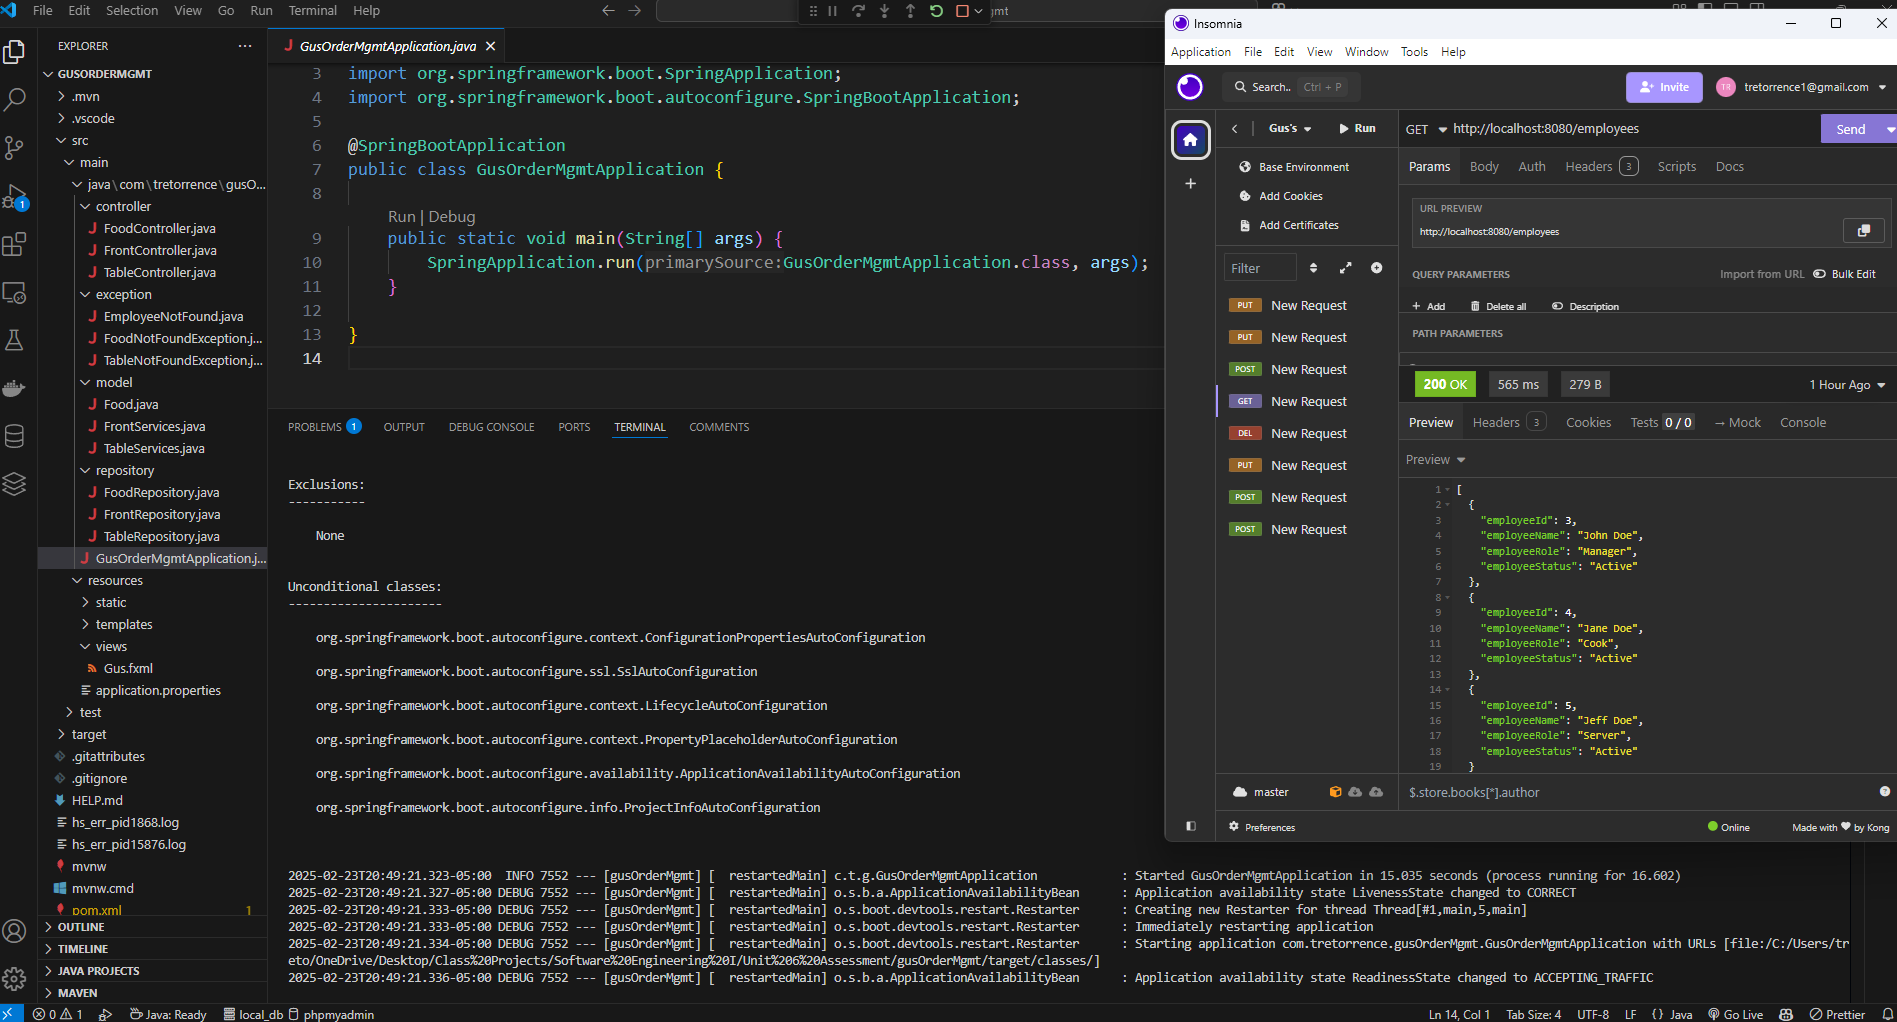 File Edit Selection View Go Run Terminal Help
EXPLORER
GUSORDERMGMT
.mvn
.vscode
src
main
java\com\tretorrence\gusO...
controller
FoodController.java
FrontController.java
TableController.java
exception
EmployeeNotFound.java
FoodNotFoundException.j...
TableNotFoundException.j...
model
Food.java
FrontServices.java
TableServices.java
repository
FoodRepository.java
FrontRepository.java
TableRepository.java
GusOrderMgmtApplication.j...
resources
static
templates
views
Gus.fxml
application.properties
test
target
.gitattributes
.gitignore
HELP.md
hs_err_pid1868.log
hs_err_pid15876.log
mvnw
mvnw.cmd
pom.xml 1
OUTLINE
TIMELINE
JAVA PROJECTS
MAVEN
1
GusOrderMgmtApplication.java
3 import org.springframework.boot.SpringApplication;
4 import org.springframework.boot.autoconfigure.SpringBootApplication;
5
6 @SpringBootApplication
7 public class GusOrderMgmtApplication {
8
Run | Debug
9 public static void main(String[] args) {
10 SpringApplication.run(primarySource:GusOrderMgmtApplication.class, args);
11 }
12
13 }
14
PROBLEMS 1 OUTPUT DEBUG CONSOLE PORTS TERMINAL COMMENTS
Exclusions:
-----------
None
Unconditional classes:
----------------------
org.springframework.boot.autoconfigure.context.ConfigurationPropertiesAutoConfiguration
org.springframework.boot.autoconfigure.ssl.SslAutoConfiguration
org.springframework.boot.autoconfigure.context.LifecycleAutoConfiguration
org.springframework.boot.autoconfigure.context.PropertyPlaceholderAutoConfiguration
org.springframework.boot.autoconfigure.availability.ApplicationAvailabilityAutoConfiguration
org.springframework.boot.autoconfigure.info.ProjectInfoAutoConfiguration
2025-02-23T20:49:21.323-05:00  INFO 7552 --- [gusOrderMgmt] [  restartedMain] c.t.g.GusOrderMgmtApplication : Started GusOrderMgmtApplication in 15.035 seconds (process running for 16.602)
2025-02-23T20:49:21.327-05:00 DEBUG 7552 --- [gusOrderMgmt] [  restartedMain] o.s.b.a.ApplicationAvailabilityBean : Application availability state LivenessState changed to CORRECT
2025-02-23T20:49:21.333-05:00 DEBUG 7552 --- [gusOrderMgmt] [  restartedMain] o.s.boot.devtools.restart.Restarter : Creating new Restarter for thread Thread[#1,main,5,main]
2025-02-23T20:49:21.333-05:00 DEBUG 7552 --- [gusOrderMgmt] [  restartedMain] o.s.boot.devtools.restart.Restarter : Immediately restarting application
2025-02-23T20:49:21.334-05:00 DEBUG 7552 --- [gusOrderMgmt] [  restartedMain] o.s.boot.devtools.restart.Restarter : Starting application com.tretorrence.gusOrderMgmt.GusOrderMgmtApplication with URLs [file:/C:/Users/tr
eto/OneDrive/Desktop/Class%20Projects/Software%20Engineering%20I/Unit%206%20Assessment/gusOrderMgmt/target/classes/]
2025-02-23T20:49:21.336-05:00 DEBUG 7552 --- [gusOrderMgmt] [  restartedMain] o.s.b.a.ApplicationAvailabilityBean : Application availability state ReadinessState changed to ACCEPTING_TRAFFIC
0 1 Java: Ready local_db phpmyadmin
Ln 14, Col 1 Tab Size: 4 UTF-8 LF {} Java Go Live Prettier
Insomnia
Application File Edit View Window Tools Help
Search.. Ctrl + P
Invite
TR tretorrence1@gmail.com
Gus's Run
Base Environment
Add Cookies
Add Certificates
Filter
PUT New Request
PUT New Request
POST New Request
GET New Request
DEL New Request
PUT New Request
POST New Request
POST New Request
master
Preferences
GET http://localhost:8080/employees Send
Params Body Auth Headers 3 Scripts Docs
URL PREVIEW
http://localhost:8080/employees
QUERY PARAMETERS Import from URL Bulk Edit
Add Delete all Description
PATH PARAMETERS
200 OK 565 ms 279 B 1 Hour Ago
Preview Headers 3 Cookies Tests 0 / 0 → Mock Console
Preview
1 [
2 {
3 "employeeId": 3,
4 "employeeName": "John Doe",
5 "employeeRole": "Manager",
6 "employeeStatus": "Active"
7 },
8 {
9 "employeeId": 4,
10 "employeeName": "Jane Doe",
11 "employeeRole": "Cook",
12 "employeeStatus": "Active"
13 },
14 {
15 "employeeId": 5,
16 "employeeName": "Jeff Doe",
17 "employeeRole": "Server",
18 "employeeStatus": "Active"
19 }
$.store.books[*].author
Online Made with ❤ by Kong